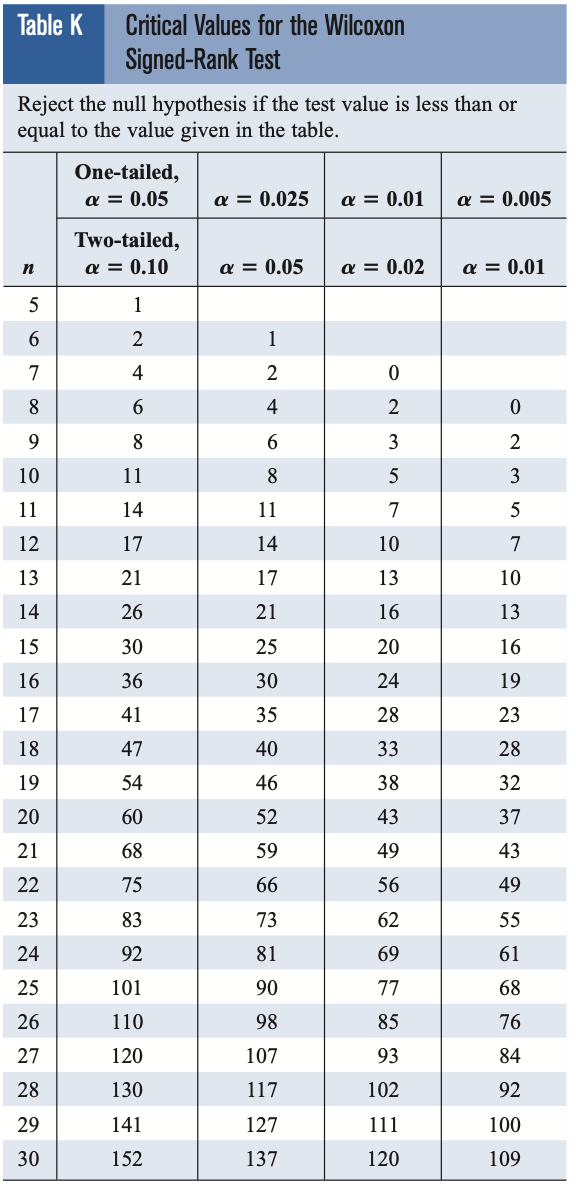 Table K Critical Values for the Wilcoxon
Signed-Rank Test
Reject the null hypothesis if the test value is less than or
equal to the value given in the table.
One-tailed,
α = 0.05 α = 0.025 α = 0.01 α = 0.005
Two-tailed,
n α = 0.10 α = 0.05 α = 0.02 α = 0.01
5 1
6 2 1
7 4 2 0
8 6 4 2 0
9 8 6 3 2
10 11 8 5 3
11 14 11 7 5
12 17 14 10 7
13 21 17 13 10
14 26 21 16 13
15 30 25 20 16
16 36 30 24 19
17 41 35 28 23
18 47 40 33 28
19 54 46 38 32
20 60 52 43 37
21 68 59 49 43
22 75 66 56 49
23 83 73 62 55
24 92 81 69 61
25 101 90 77 68
26 110 98 85 76
27 120 107 93 84
28 130 117 102 92
29 141 127 111 100
30 152 137 120 109